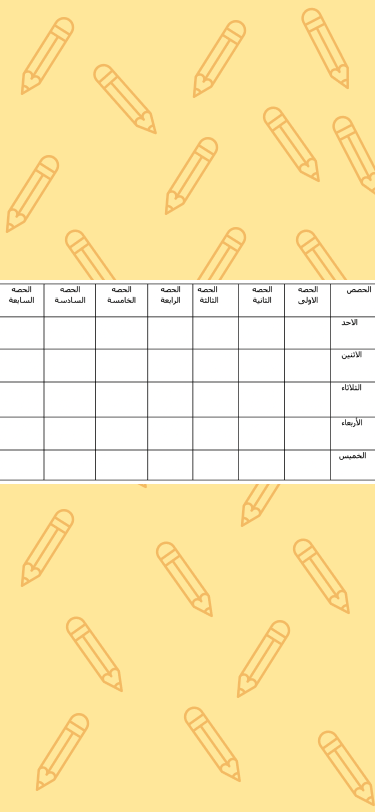 الحصص
الحصه الاولى
الحصه الثانية
الحصه الثالثة
الحصه الرابعة
الحصه الخامسة
الحصه السادسة
الحصه السابعة
الاحد
الاثنين
الثلاثاء
الأربعاء
الخميس